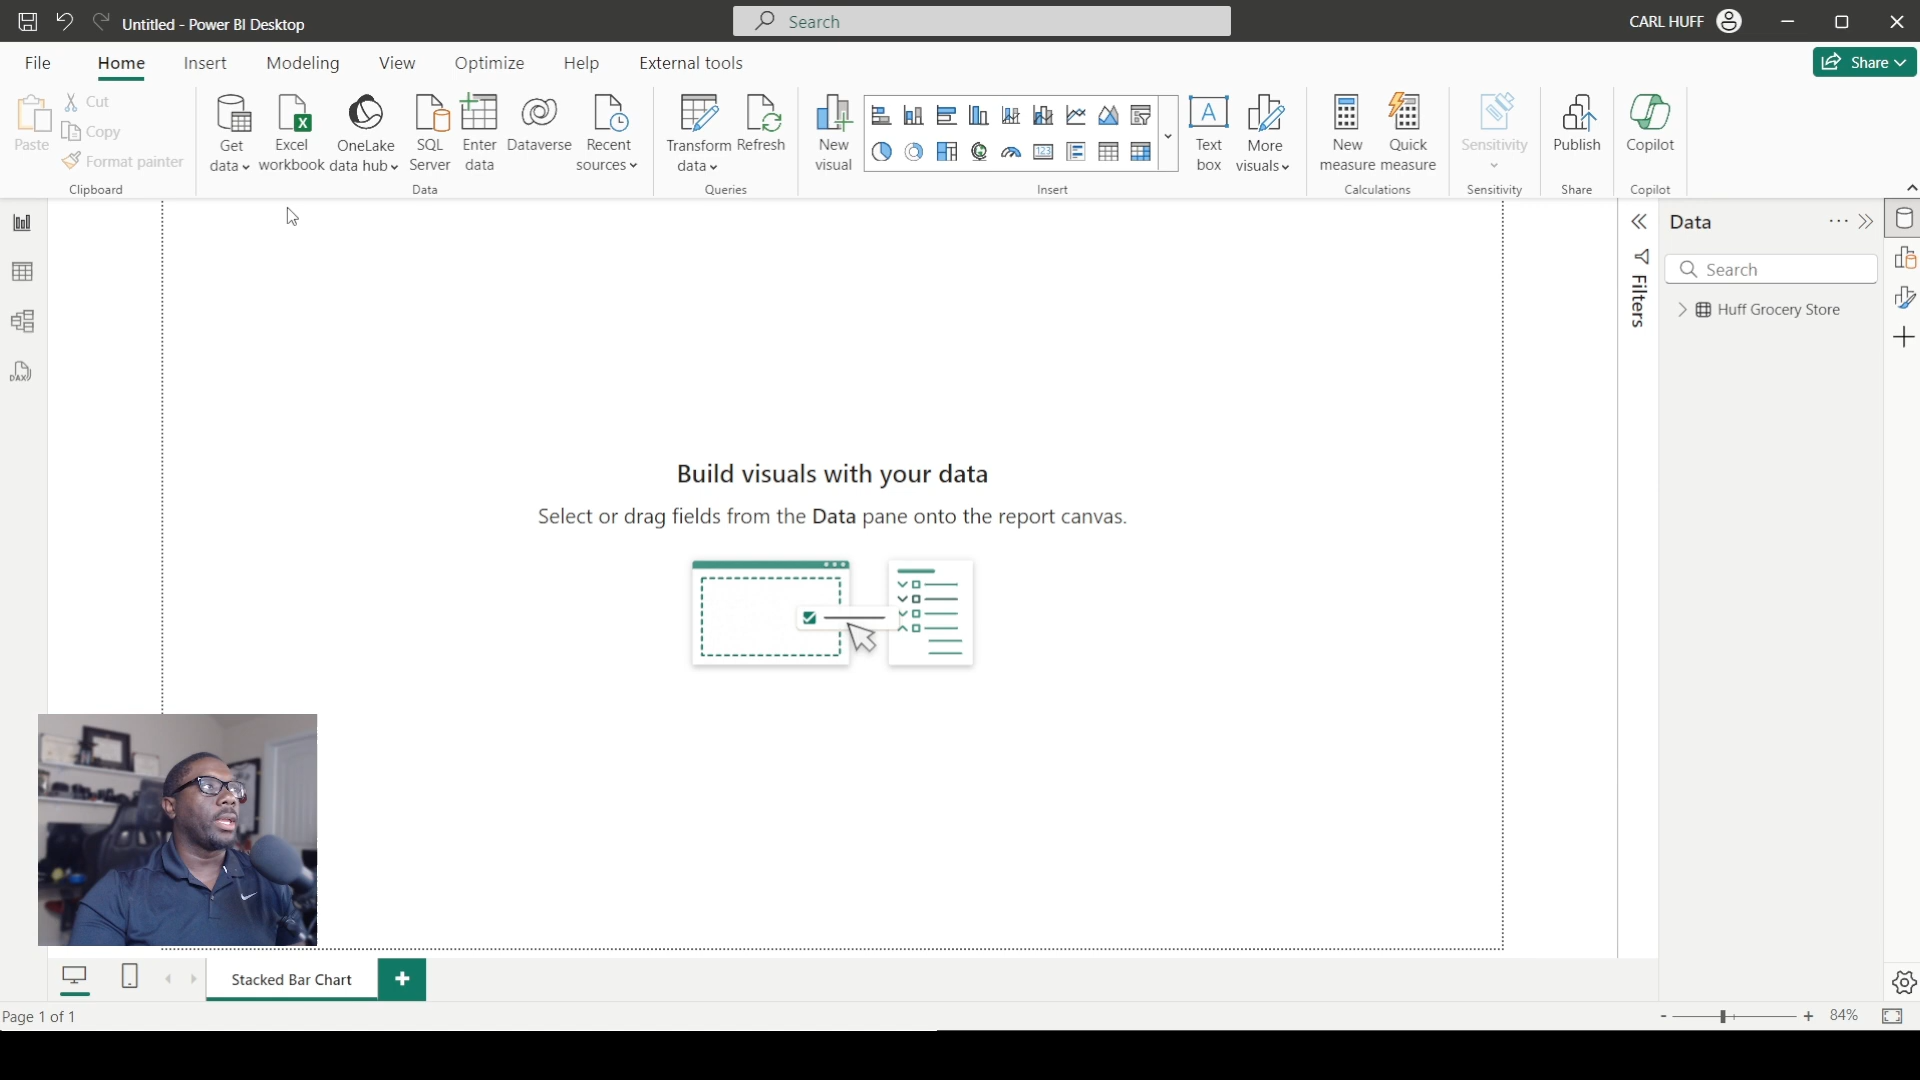 Untitled - Power BI Desktop
Search
CARL HUFF
File
Home
Insert
Modeling
View
Optimize
Help
External tools
Share
Paste
Cut
Copy
Format painter
Clipboard
Get
data
Excel
workbook
OneLake
data hub
SQL
Server
Enter
data
Dataverse
Recent
sources
Data
Transform
data
Refresh
Queries
New
visual
123
Insert
A
Text
box
More
visuals
New
measure
Quick
measure
Calculations
Sensitivity
Sensitivity
Publish
Share
Copilot
Copilot
DAX
Build visuals with your data
Select or drag fields from the Data pane onto the report canvas.
Filters
Data
Search
Huff Grocery Store
Stacked Bar Chart
Page 1 of 1
84%